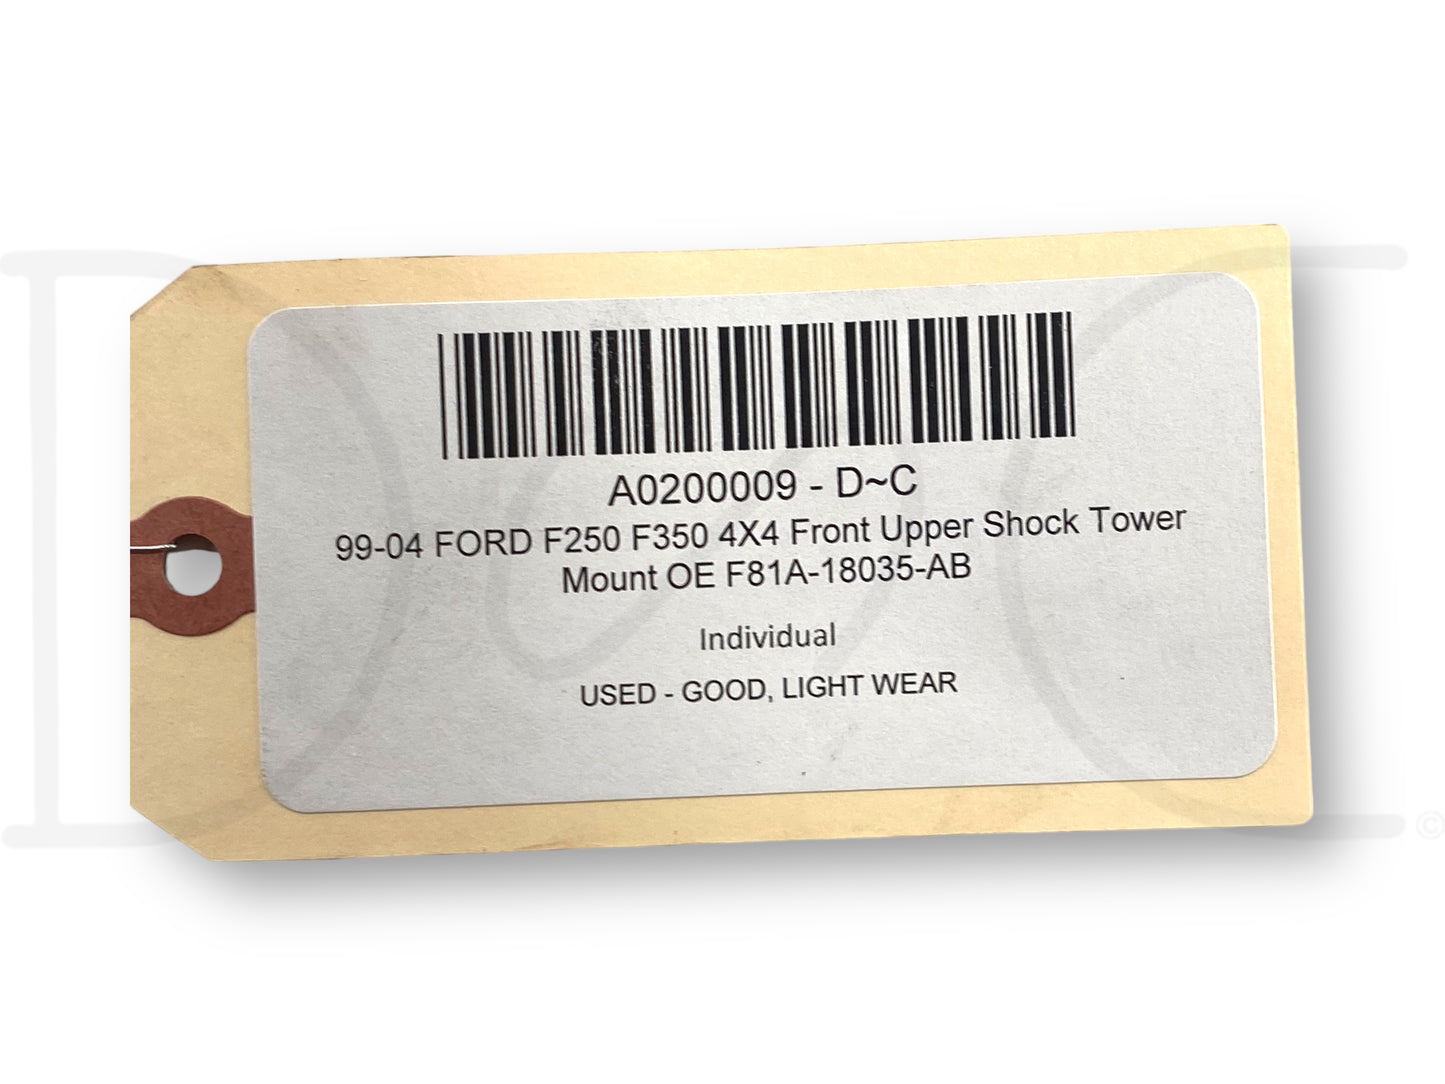 A0200009 - D~C
99-04 FORD F250 F350 4X4 Front Upper Shock Tower
Mount OE F81A-18035-AB
Individual
USED - GOOD, LIGHT WEAR
©